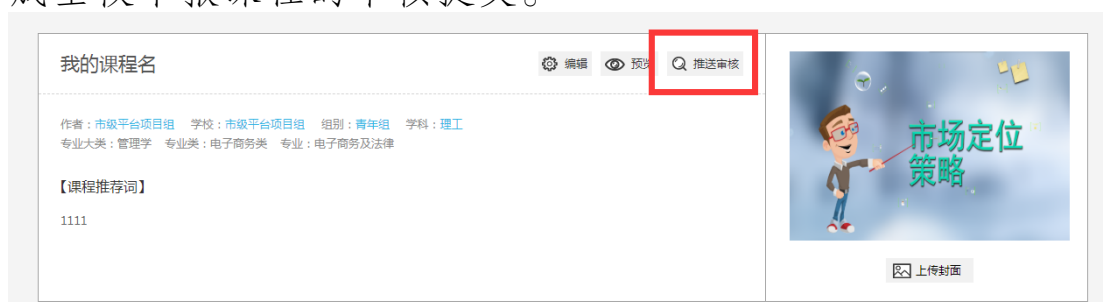 我的课程名
编辑
预览
推送审核
作者：市级平台项目组 学校：市级平台项目组 组别：青年组 学科：理工
专业大类：管理学 专业类：电子商务类 专业：电子商务及法律
【课程推荐词】
1111
市场定位
策略
上传封面